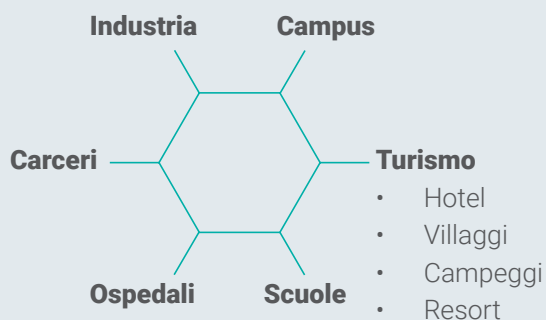 Industria
Campus
Carceri
Turismo
• Hotel
• Villaggi
• Campeggi
• Resort
Ospedali
Scuole